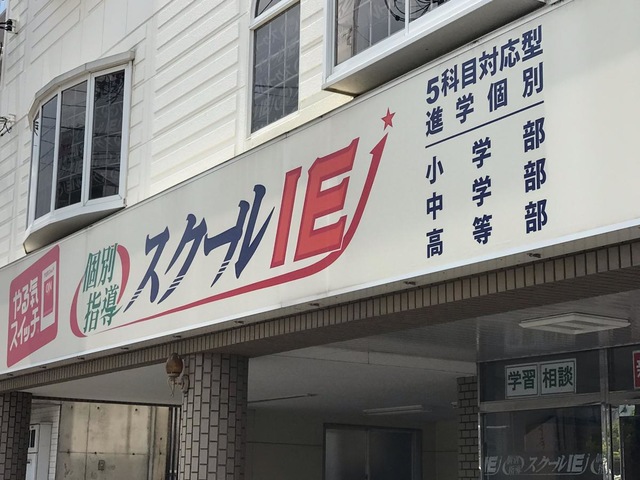 やる気
スイッチ
ON
個別
指導
スクールIE
5科目対応型
進学個別
小学部
中学部
高等部
学習 相談
スクールIE